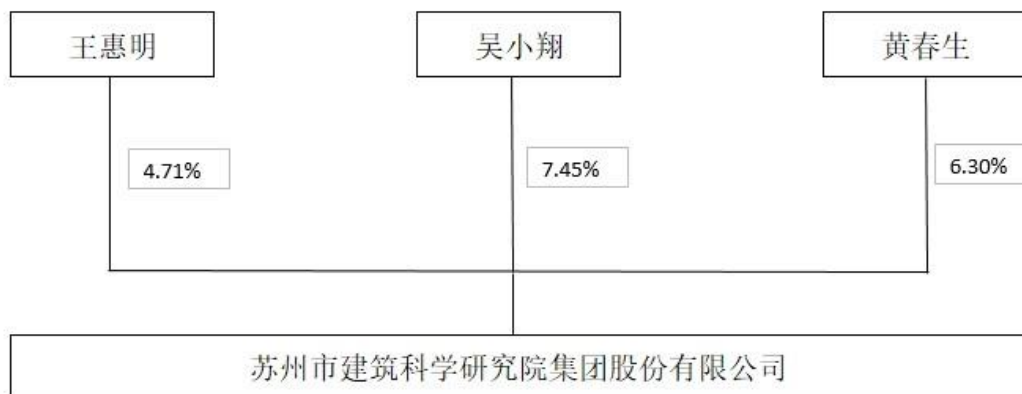 王惠明
吴小翔
黄春生
4.71%
7.45%
6.30%
苏州市建筑科学研究院集团股份有限公司